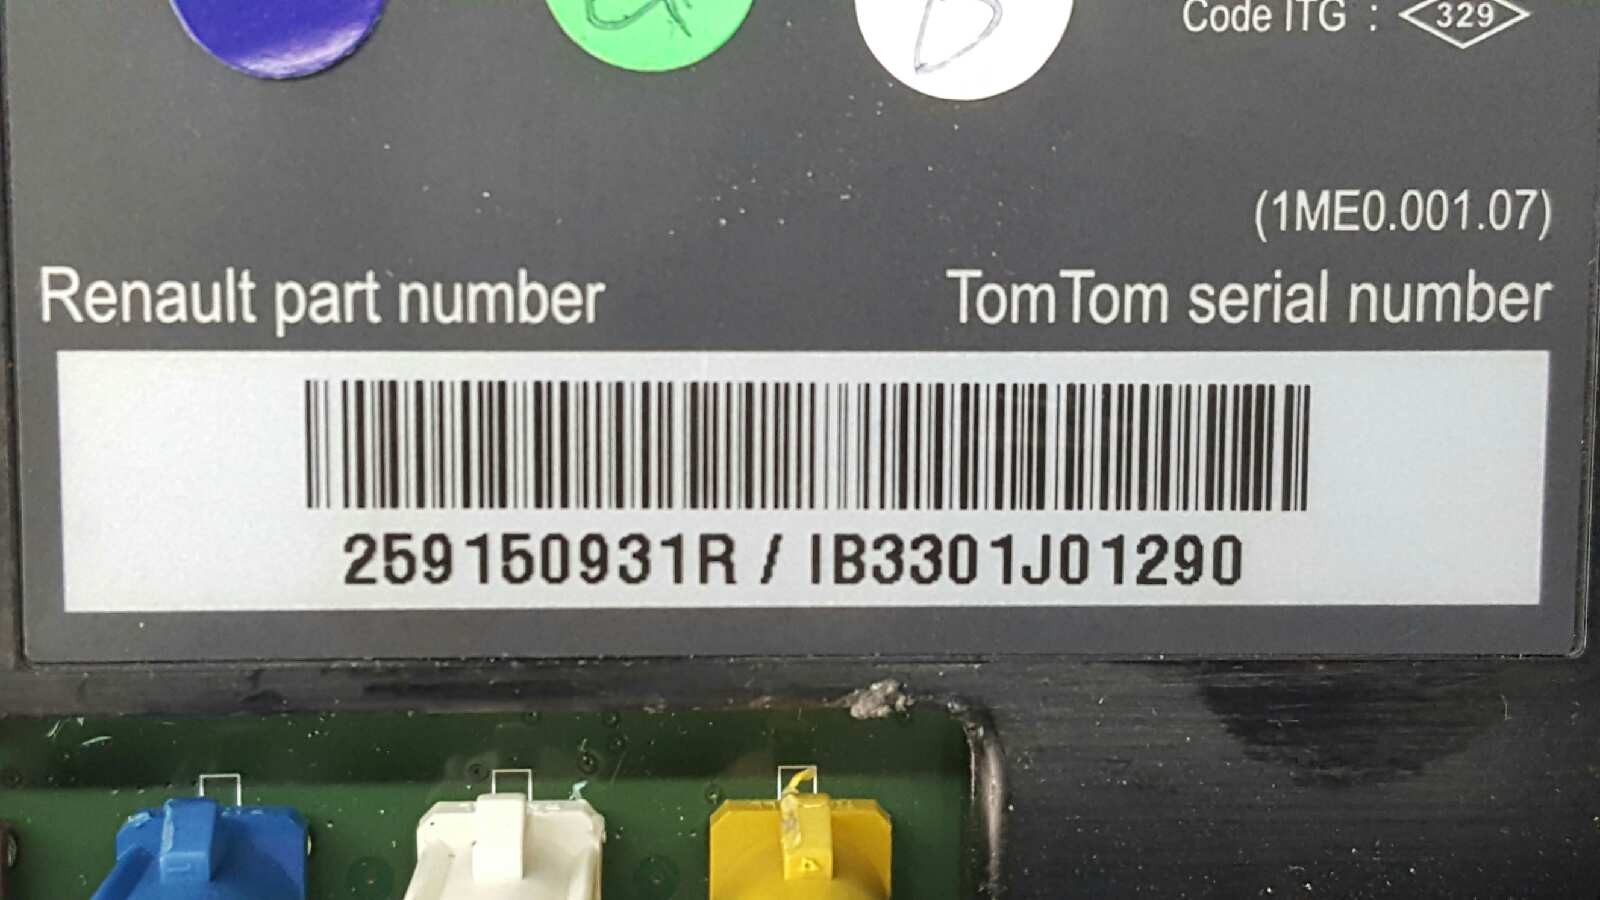 Code ITG : 329
(1ME0.001.07)
Renault part number
TomTom serial number
259150931R / IB3301J01290